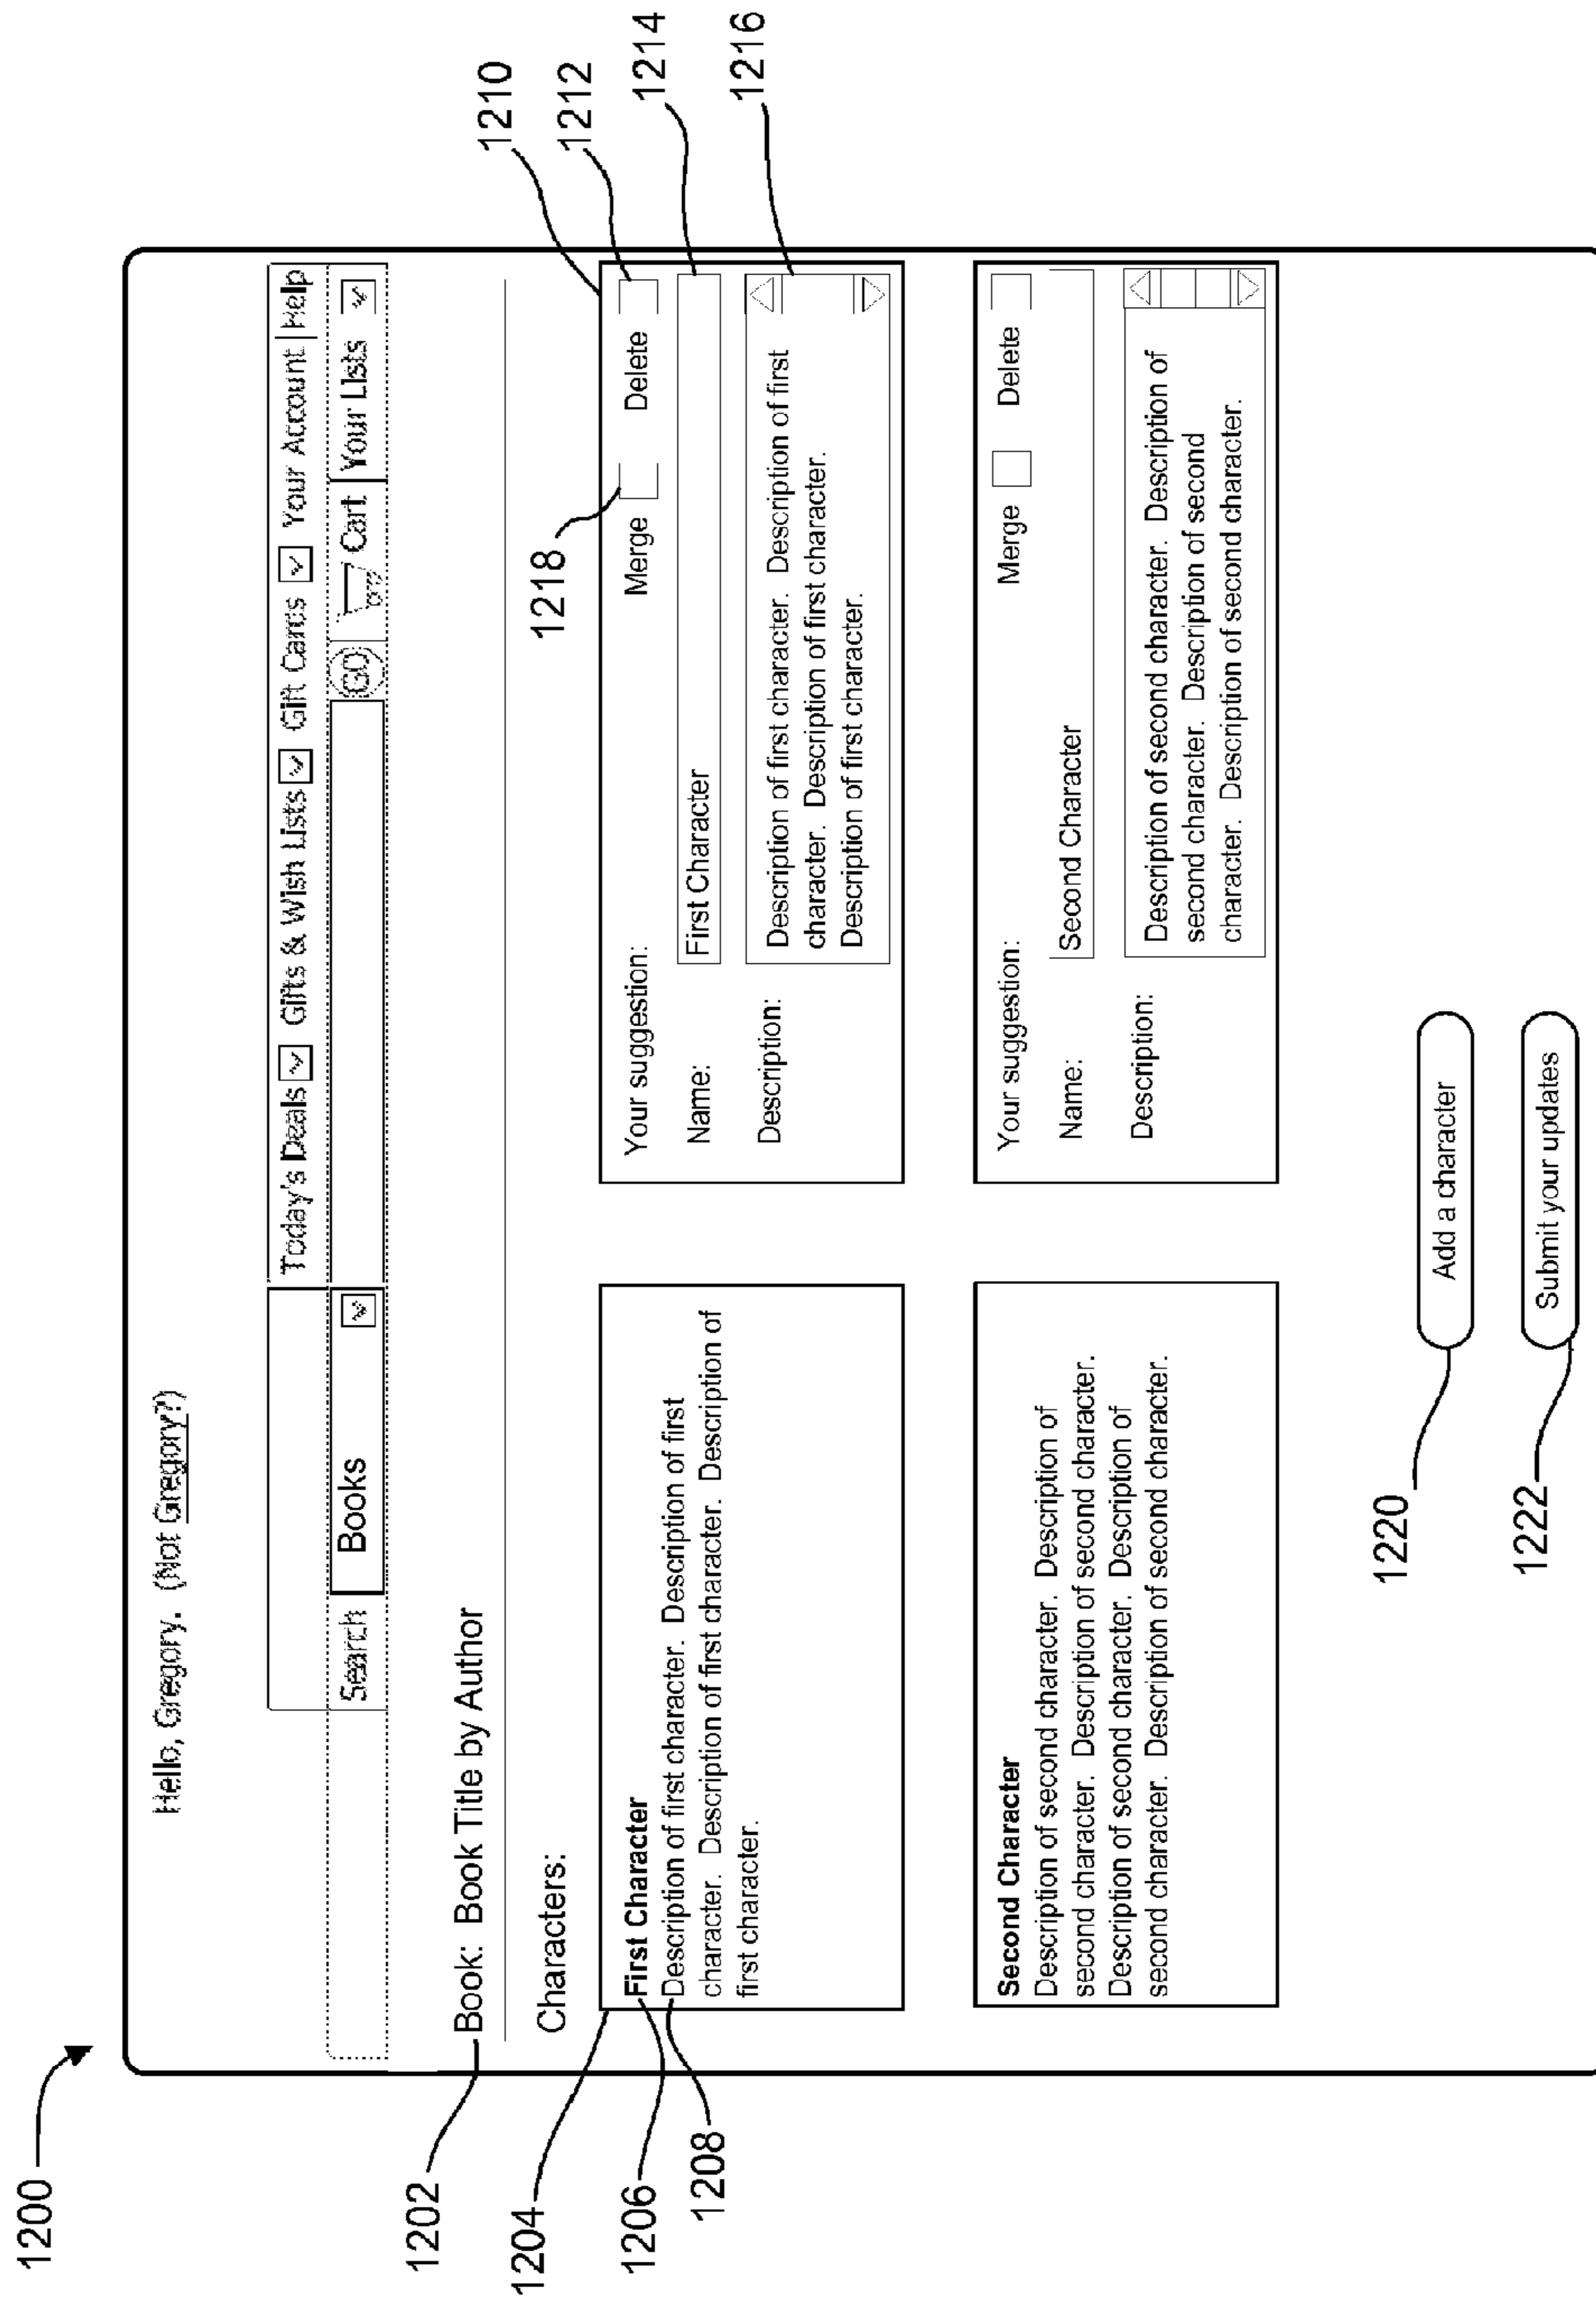 1200
Hello, Gregory. (Not Gregory?)
Today's Deals Gifts & Wish Lists Gift Cards Your Account Help
Search Books GO Cart Your Lists
1202
Book: Book Title by Author
1210
Characters:
1218
1212
1204
1206
First Character
1208
Description of first character. Description of first
character. Description of first character. Description of
first character.
Your suggestion: Merge Delete
1214
Name: First Character
1216
Description: Description of first character. Description of first
character. Description of first character.
Description of first character.
Second Character
Description of second character. Description of
second character. Description of second character.
Description of second character. Description of
second character. Description of second character.
Your suggestion: Merge Delete
Name: Second Character
Description: Description of second character. Description of
second character. Description of second
character. Description of second character.
1220
Add a character
1222
Submit your updates